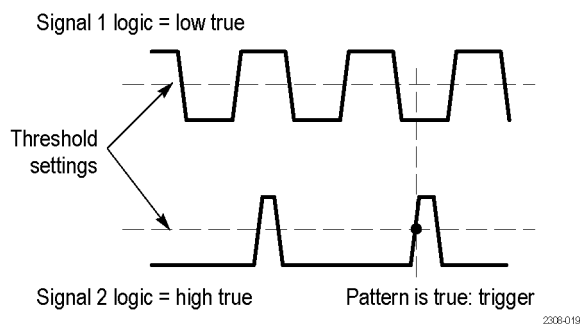 Signal 1 logic = low true
Threshold
settings
Signal 2 logic = high true
Pattern is true: trigger
2308-019